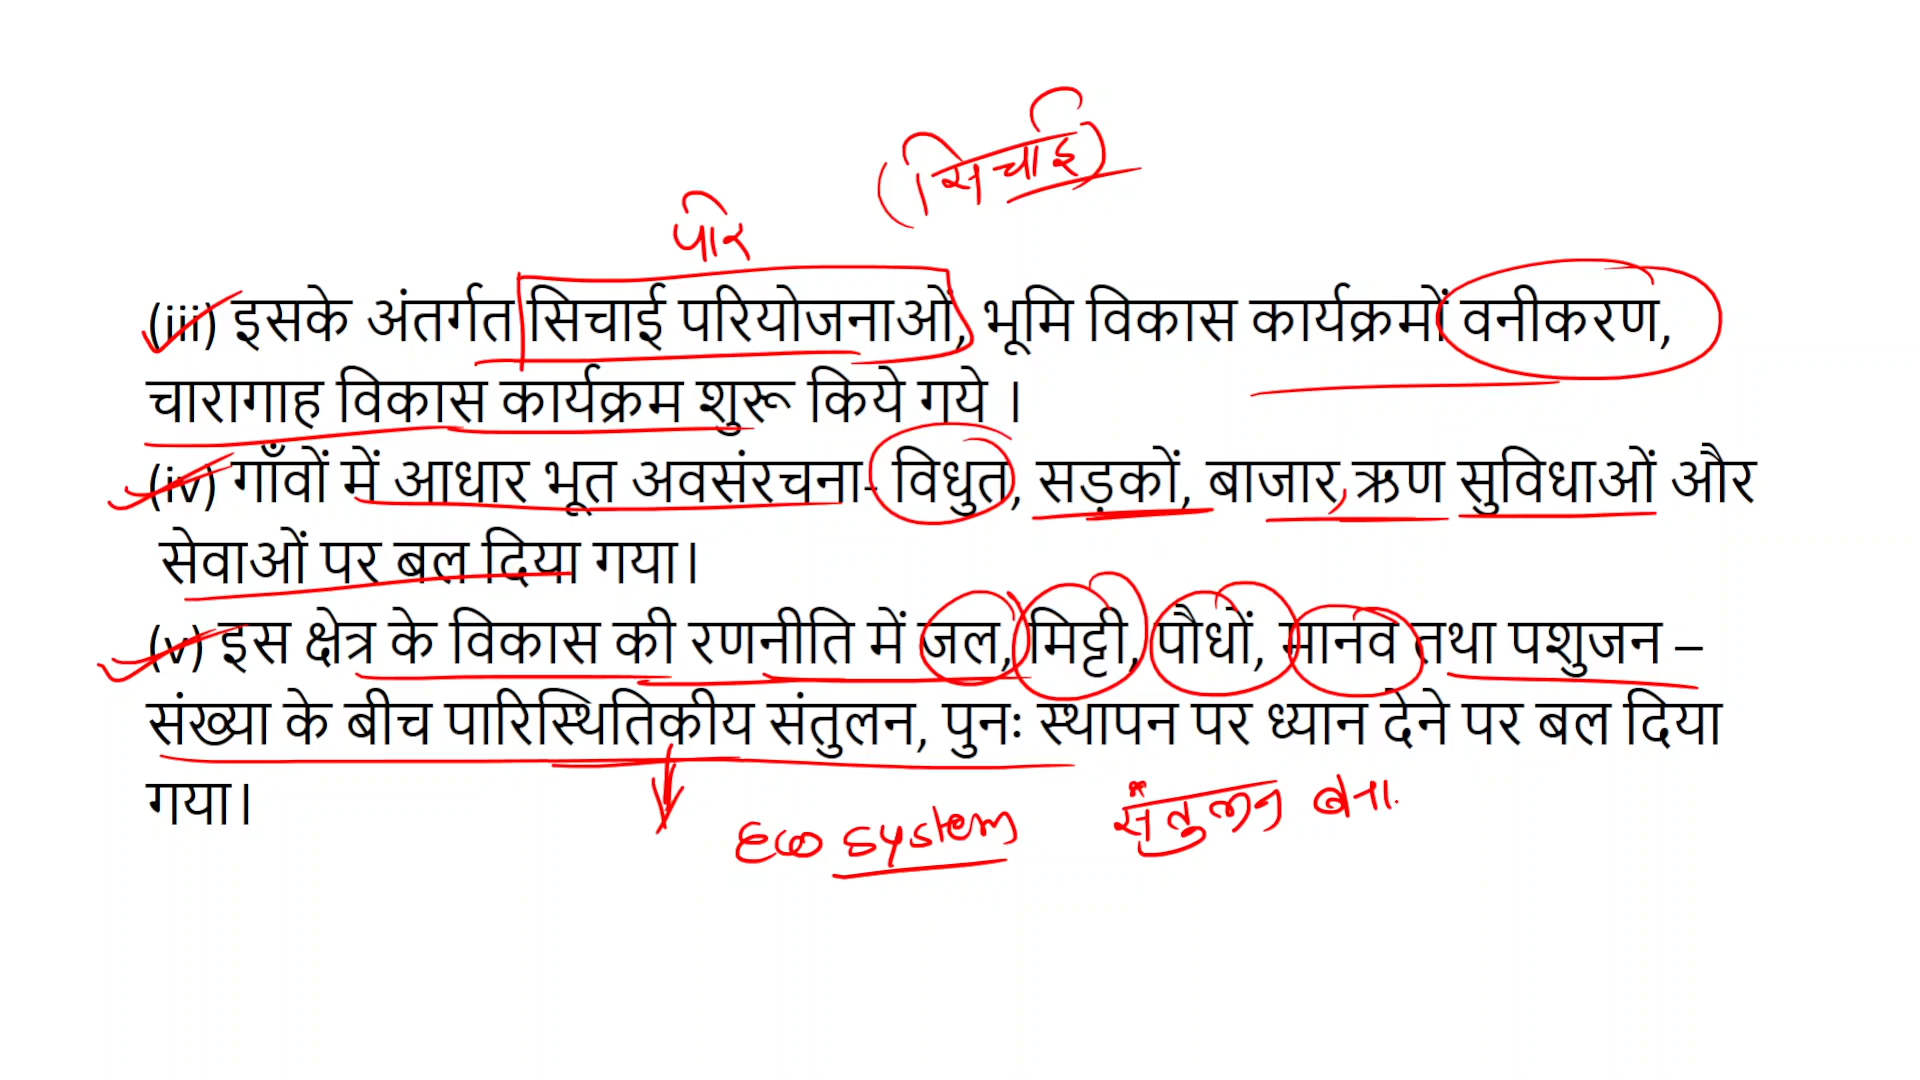 (सिचाई)
पोर
(iii) इसके अंतर्गत सिचाई परियोजनाओं, भूमि विकास कार्यक्रमों वनीकरण,
चारागाह विकास कार्यक्रम शुरू किये गये ।
(iv) गाँवों में आधार भूत अवसंरचना- विधुत, सड़कों, बाजार,ऋण सुविधाओं और
सेवाओं पर बल दिया गया।
(v) इस क्षेत्र के विकास की रणनीति में जल, मिट्टी, पौधों, मानव तथा पशुजन –
संख्या के बीच पारिस्थितिकीय संतुलन, पुनः स्थापन पर ध्यान देने पर बल दिया
गया।
Eco system संतुलन बना.